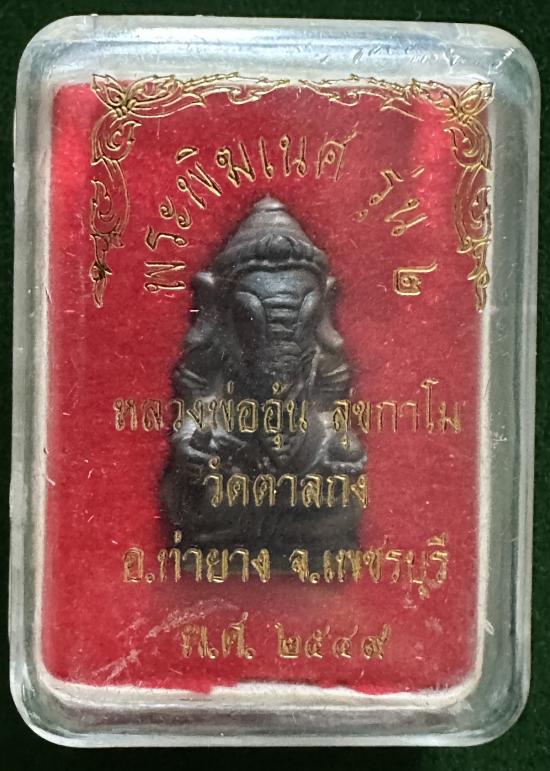 พระพิฆเนศ รุ่น ๒
หลวงพ่ออุ้น สุขกาโม
วัดตาลกง
อ.ท่ายาง จ.เพชรบุรี
พ.ศ. ๒๕๔๙